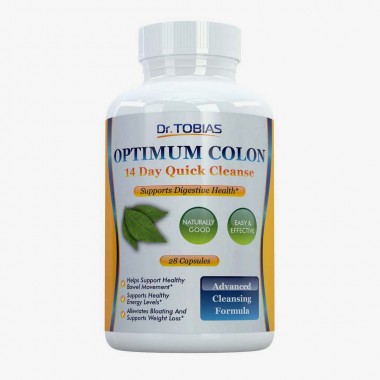 Dr.TOBIAS
OPTIMUM COLON
14 Day Quick Cleanse
Supports Digestive Health*
NATURALLY
GOOD
EASY &
EFFECTIVE
28 Capsules
Helps Support Healthy
Bowel Movement*
Supports Healthy
Energy Levels*
Alleviates Bloating And
Supports Weight Loss*
Advanced
Cleansing
Formula